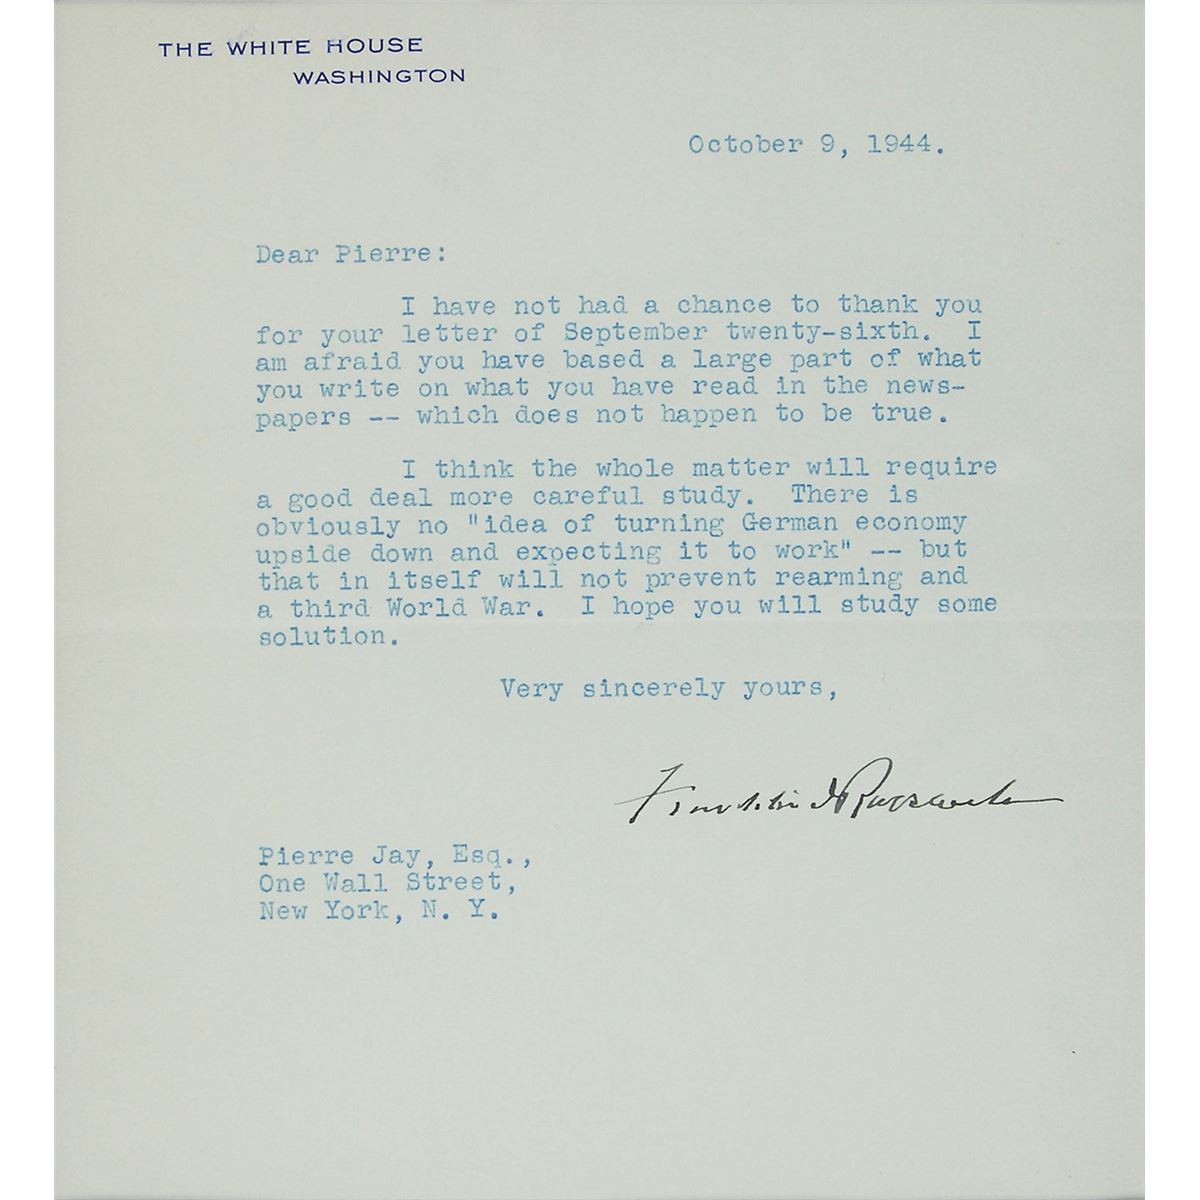 THE WHITE HOUSE
WASHINGTON
October 9, 1944.
Dear Pierre:
I have not had a chance to thank you
for your letter of September twenty-sixth. I
am afraid you have based a large part of what
you write on what you have read in the news-
papers -- which does not happen to be true.
I think the whole matter will require
a good deal more careful study. There is
obviously no "idea of turning German economy
upside down and expecting it to work" -- but
that in itself will not prevent rearming and
a third World War. I hope you will study some
solution.
Very sincerely yours,
Franklin D Roosevelt
Pierre Jay, Esq.,
One Wall Street,
New York, N. Y.